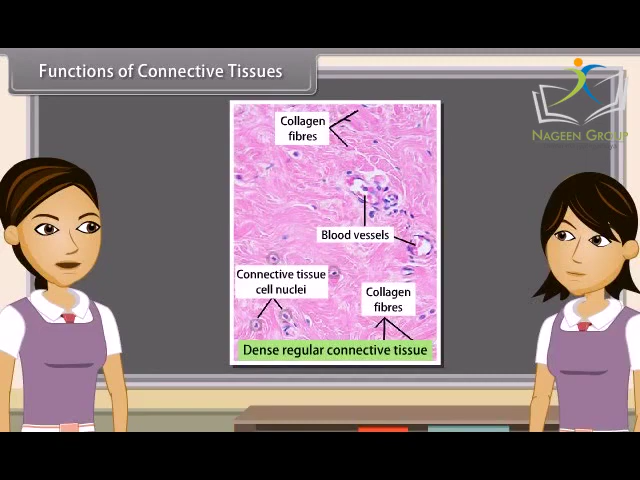 Functions of Connective Tissues
NAGEEN GROUP
Collagen
fibres
Blood vessels
Connective tissue
cell nuclei
Collagen
fibres
Dense regular connective tissue